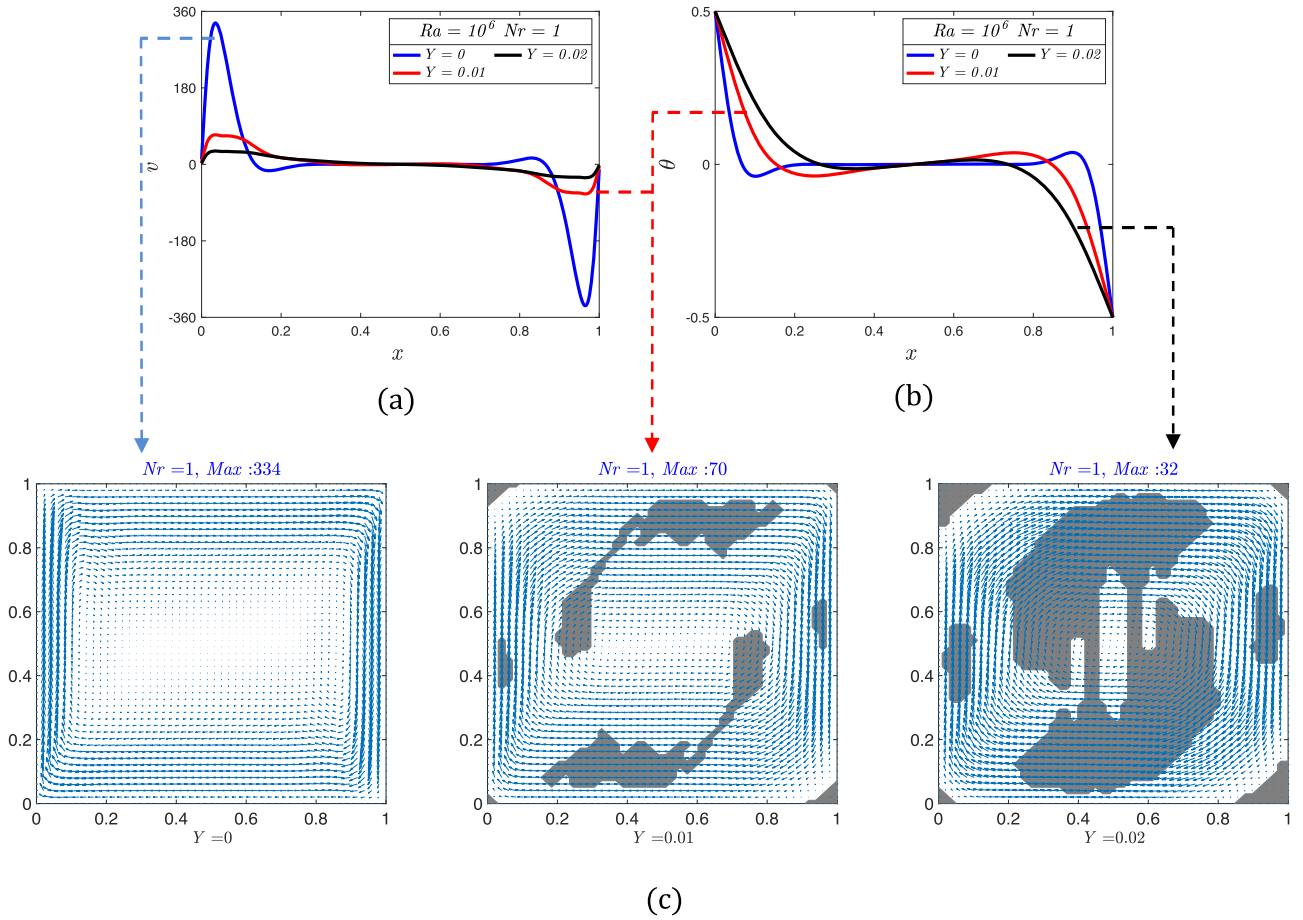 360
180
0
-180
-360
v
0 0.2 0.4 0.6 0.8 1
x
Ra = 10⁶ Nr = 1
Y = 0 Y = 0.02
Y = 0.01
(a)
0.5
0
-0.5
θ
0 0.2 0.4 0.6 0.8 1
x
Ra = 10⁶ Nr = 1
Y = 0 Y = 0.02
Y = 0.01
(b)
Nr =1, Max :334
1
0.8
0.6
0.4
0.2
0
0 0.2 0.4 0.6 0.8 1
Y =0
Nr =1, Max :70
1
0.8
0.6
0.4
0.2
0
0 0.2 0.4 0.6 0.8 1
Y =0.01
Nr =1, Max :32
1
0.8
0.6
0.4
0.2
0
0 0.2 0.4 0.6 0.8 1
Y =0.02
(c)